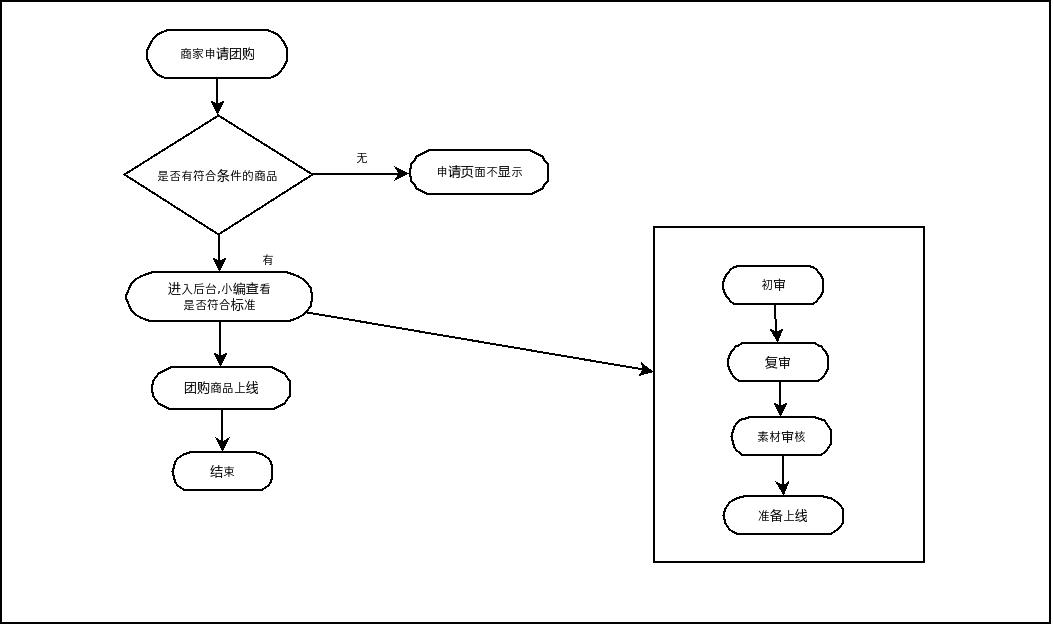 商家申请团购
是否有符合条件的商品
无
申请页面不显示
有
进入后台,小编查看
是否符合标准
团购商品上线
结束
初审
复审
素材审核
准备上线